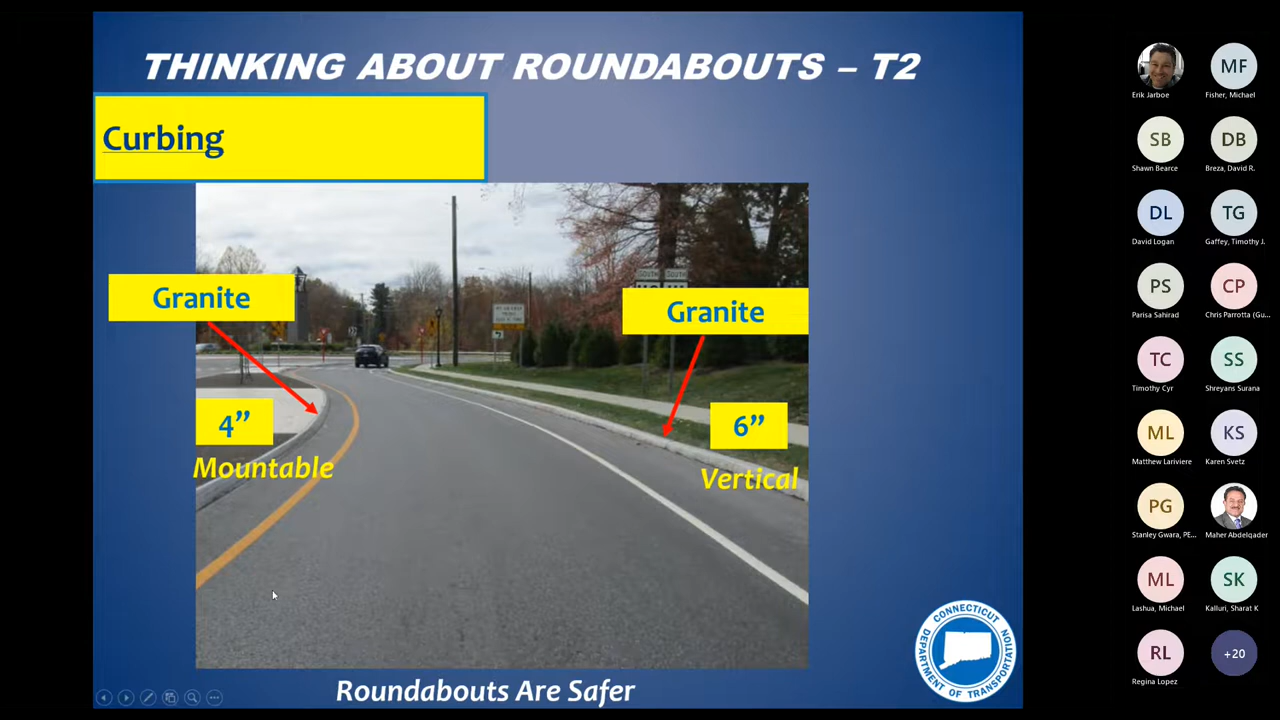 THINKING ABOUT ROUNDABOUTS – T2
Curbing
Granite
Granite
SOUTH SOUTH
4”
6”
Mountable
Vertical
Roundabouts Are Safer
CONNECTICUT
DEPARTMENT OF TRANSPORTATION
Erik Jarboe
MF
Fisher, Michael
SB
Shawn Bearce
DB
Breza, David R.
DL
David Logan
TG
Gaffey, Timothy J.
PS
Parisa Sahirad
CP
Chris Parrotta (Gu...
TC
Timothy Cyr
SS
Shreyans Surana
ML
Matthew Lariviere
KS
Karen Svetz
PG
Stanley Gwara, PE...
Maher Abdelqader
ML
Lashua, Michael
SK
Kalluri, Sharat K
RL
Regina Lopez
+20